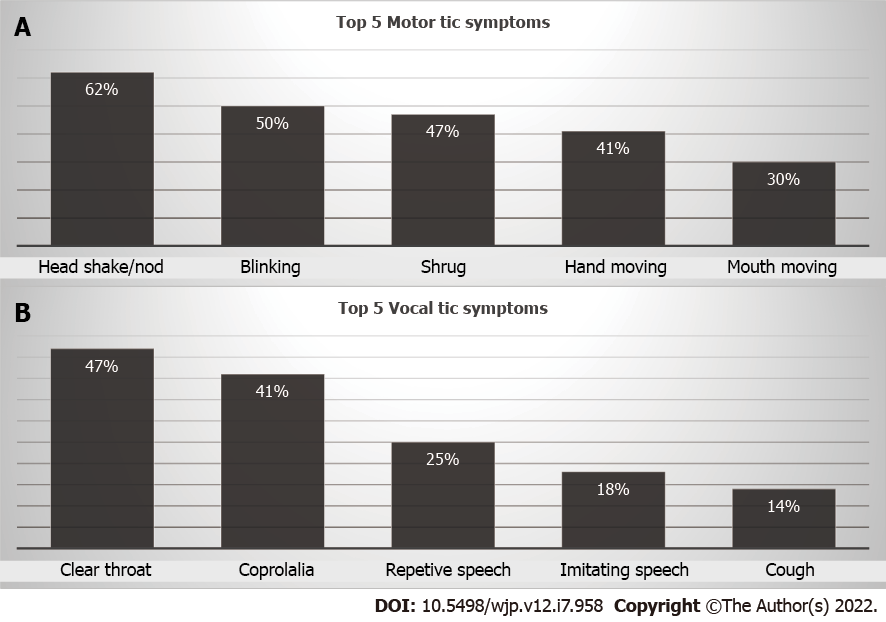 A
Top 5 Motor tic symptoms
62%
50%
47%
41%
30%
Head shake/nod
Blinking
Shrug
Hand moving
Mouth moving
B
Top 5 Vocal tic symptoms
47%
41%
25%
18%
14%
Clear throat
Coprolalia
Repetive speech
Imitating speech
Cough
DOI: 10.5498/wjp.v12.i7.958 Copyright ©The Author(s) 2022.